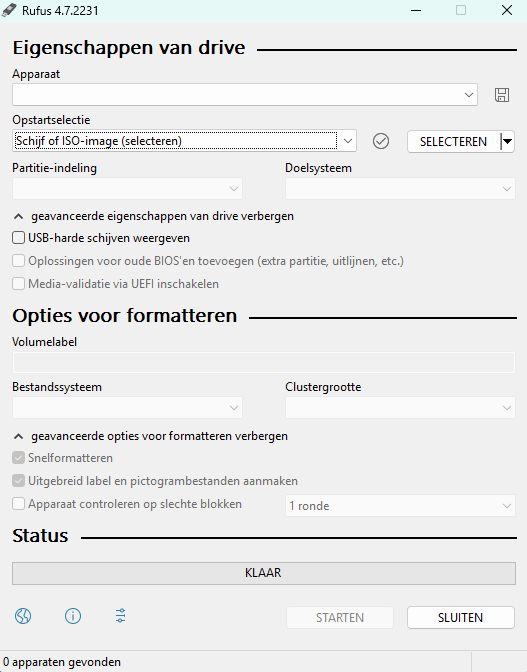 Rufus 4.7.2231
Eigenschappen van drive
Apparaat
Opstartselectie
Schijf of ISO-image (selecteren)
SELECTEREN
Partitie-indeling
Doelsysteem
geavanceerde eigenschappen van drive verbergen
USB-harde schijven weergeven
Oplossingen voor oude BIOS'en toevoegen (extra partitie, uitlijnen, etc.)
Media-validatie via UEFI inschakelen
Opties voor formatteren
Volumelabel
Bestandssysteem
Clustergrootte
geavanceerde opties voor formatteren verbergen
Snelformatteren
Uitgebreid label en pictogrambestanden aanmaken
Apparaat controleren op slechte blokken
1 ronde
Status
KLAAR
STARTEN
SLUITEN
0 apparaten gevonden